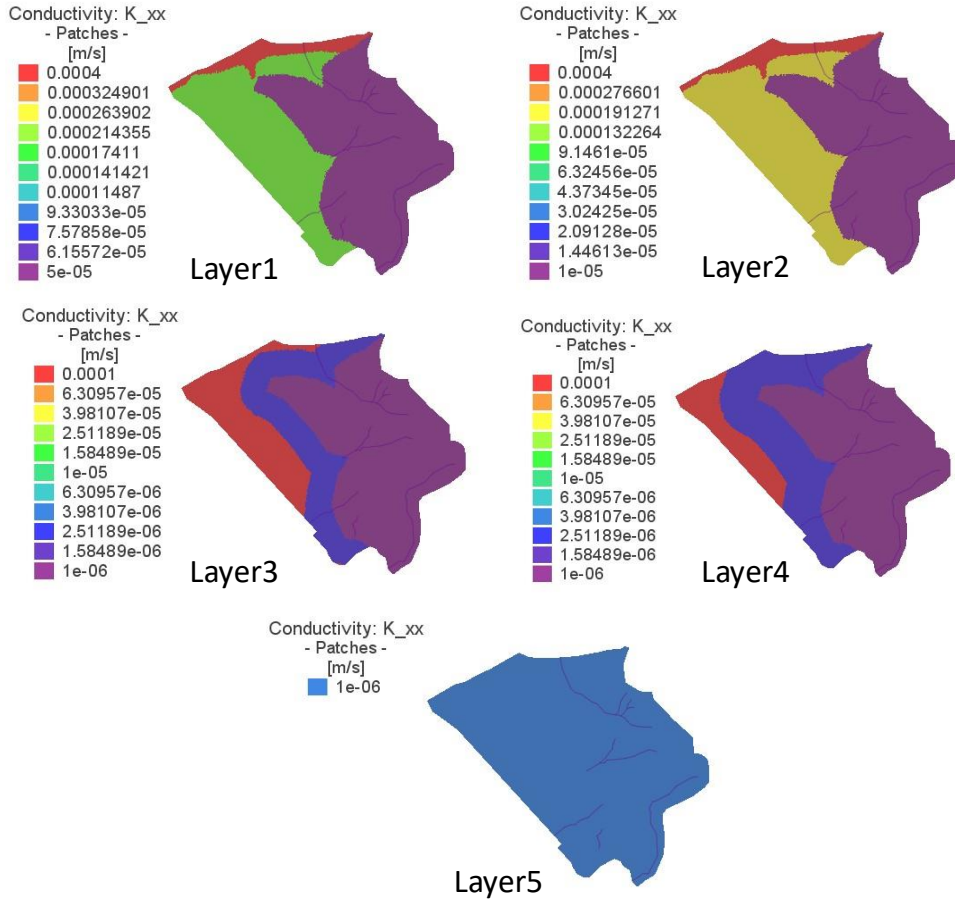 Conductivity: K_xx
- Patches -
[m/s]
0.0004
0.000324901
0.000263902
0.000214355
0.00017411
0.000141421
0.00011487
9.33033e-05
7.57858e-05
6.15572e-05
5e-05
Layer1
Conductivity: K_xx
- Patches -
[m/s]
0.0004
0.000276601
0.000191271
0.000132264
9.1461e-05
6.32456e-05
4.37345e-05
3.02425e-05
2.09128e-05
1.44613e-05
1e-05
Layer2
Conductivity: K_xx
- Patches -
[m/s]
0.0001
6.30957e-05
3.98107e-05
2.51189e-05
1.58489e-05
1e-05
6.30957e-06
3.98107e-06
2.51189e-06
1.58489e-06
1e-06
Layer3
Conductivity: K_xx
- Patches -
[m/s]
0.0001
6.30957e-05
3.98107e-05
2.51189e-05
1.58489e-05
1e-05
6.30957e-06
3.98107e-06
2.51189e-06
1.58489e-06
1e-06
Layer4
Conductivity: K_xx
- Patches -
[m/s]
1e-06
Layer5